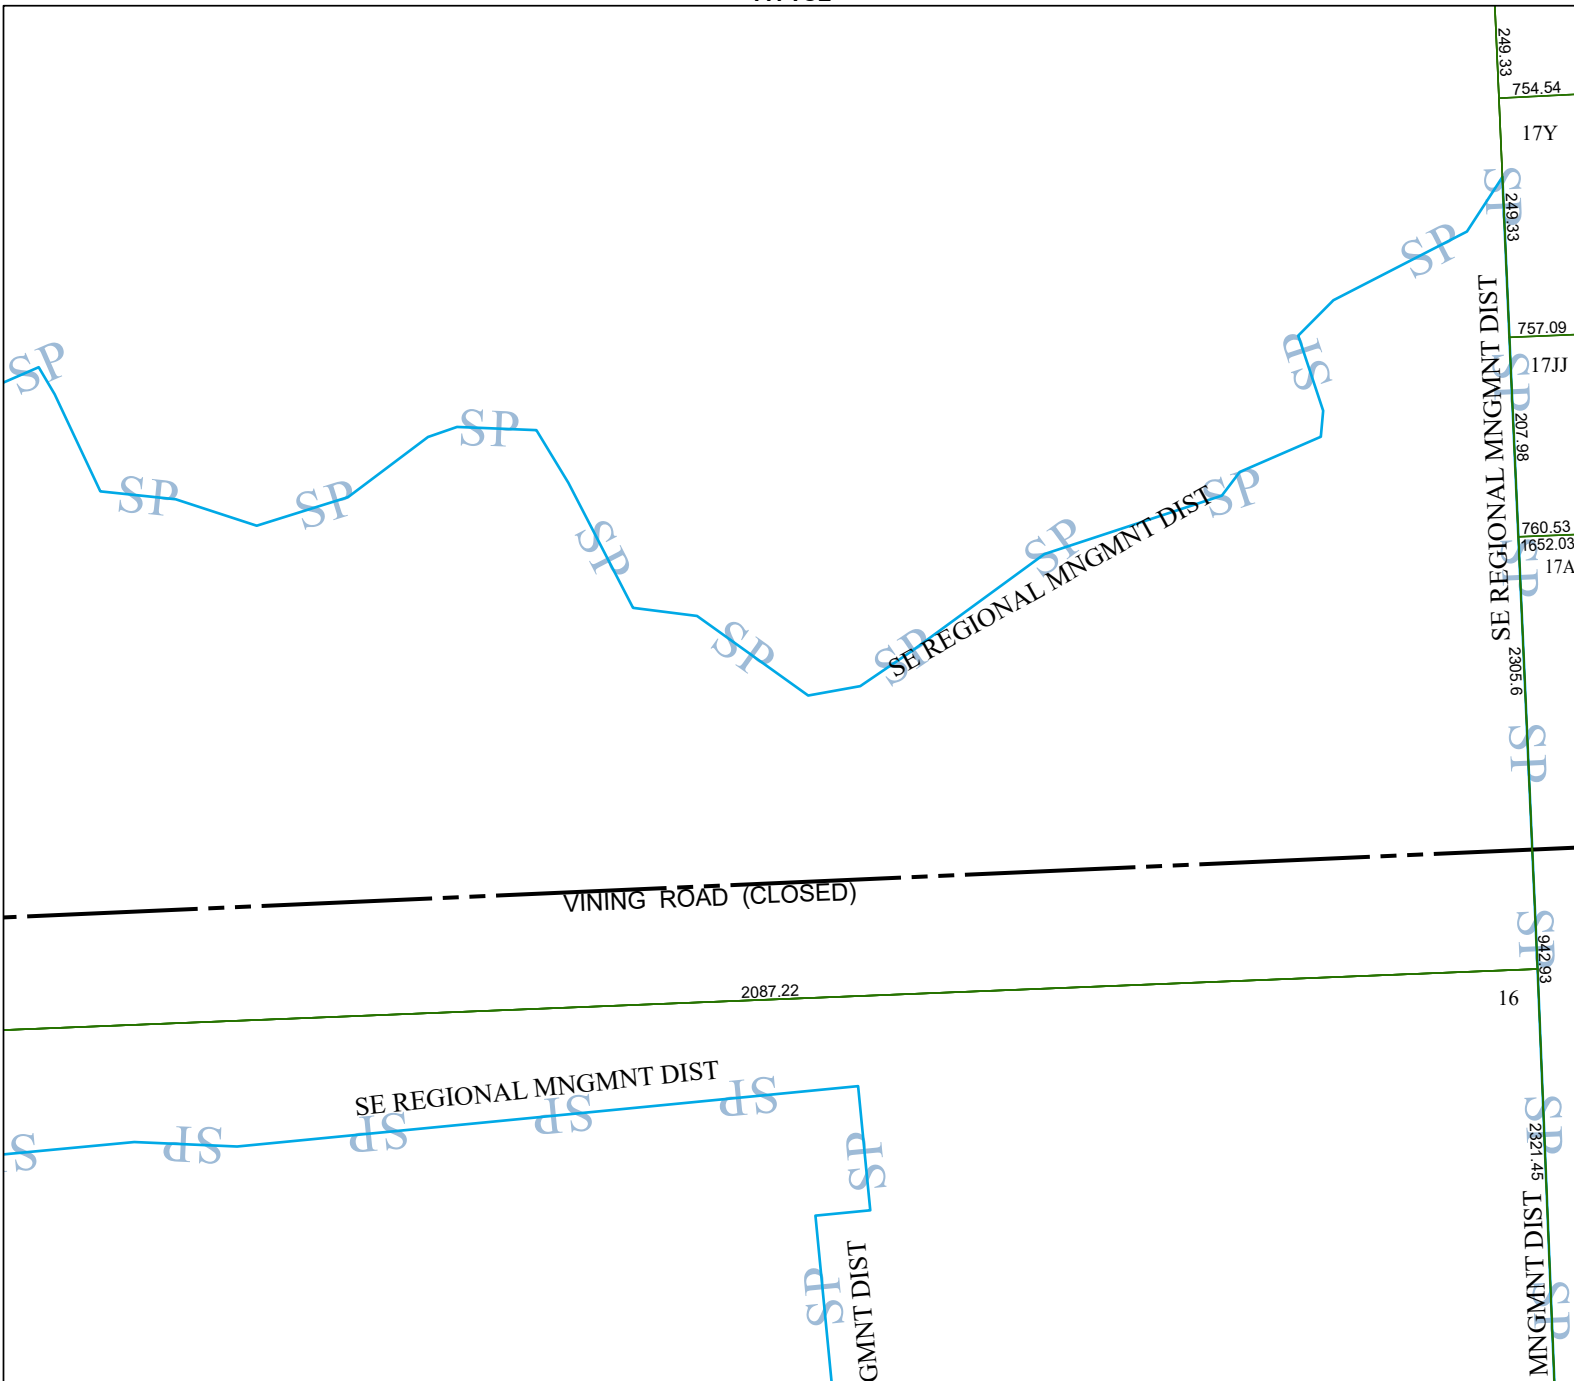 249.33
754.54
17Y
SP
249.33
SP
SE REGIONAL MNGMNT DIST
757.09
SP
17JJ
SP
SP
SP
207.98
SP
SP
SP
SP
760.53
1652.03
17A
SP
SP
SE REGIONAL MNGMNT DIST
SP
SP
SP
2305.6
SP
VINING ROAD (CLOSED)
SP
942.93
2087.22
16
SE REGIONAL MNGMNT DIST
SP
SP
SP
SP
SP
SP
2321.45
SP
MNGMNT DIST
GMNT DIST
SP
SP